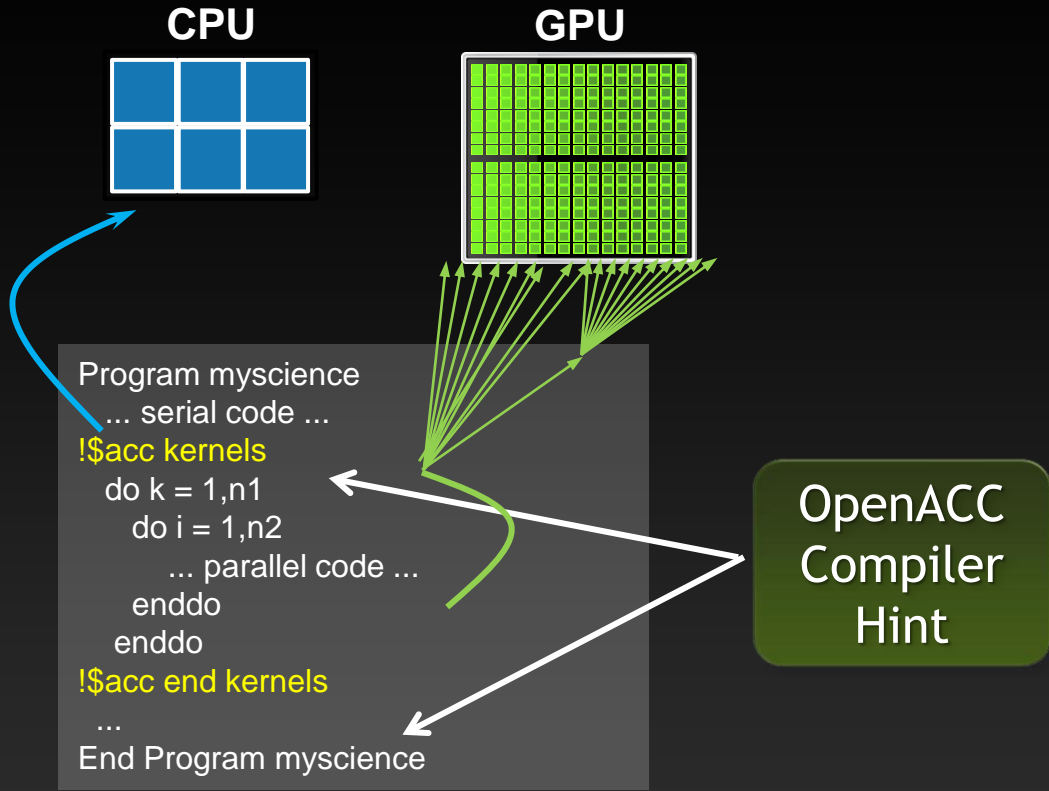 CPU
GPU
Program myscience
... serial code ...
!$acc kernels
do k = 1,n1
do i = 1,n2
... parallel code ...
enddo
enddo
!$acc end kernels
...
End Program myscience
OpenACC
Compiler
Hint